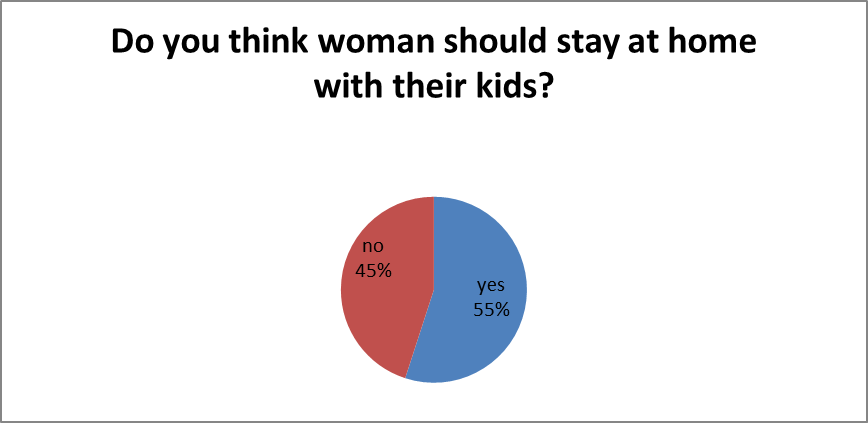 Do you think woman should stay at home
with their kids?
no
45%
yes
55%